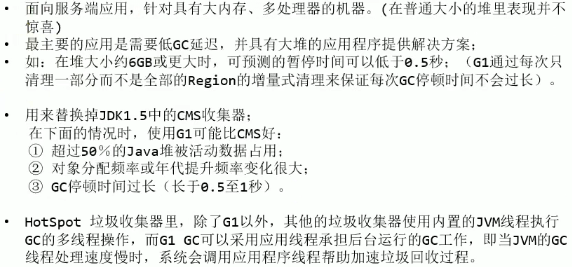 • 面向服务端应用，针对具有大内存、多处理器的机器。(在普通大小的堆里表现并不
惊喜)
• 最主要的应用是需要低GC延迟，并具有大堆的应用程序提供解决方案；
• 如：在堆大小约6GB或更大时，可预测的暂停时间可以低于0.5秒；（G1通过每次只
清理一部分而不是全部的Region的增量式清理来保证每次GC停顿时间不会过长）。
• 用来替换掉JDK1.5中的CMS收集器；
在下面的情况时，使用G1可能比CMS好：
① 超过50％的Java堆被活动数据占用；
② 对象分配频率或年代提升频率变化很大；
③ GC停顿时间过长（长于0.5至1秒）。
• HotSpot 垃圾收集器里，除了G1以外，其他的垃圾收集器使用内置的JVM线程执行
GC的多线程操作，而G1 GC可以采用应用线程承担后台运行的GC工作，即当JVM的GC
线程处理速度慢时，系统会调用应用程序线程帮助加速垃圾回收过程。